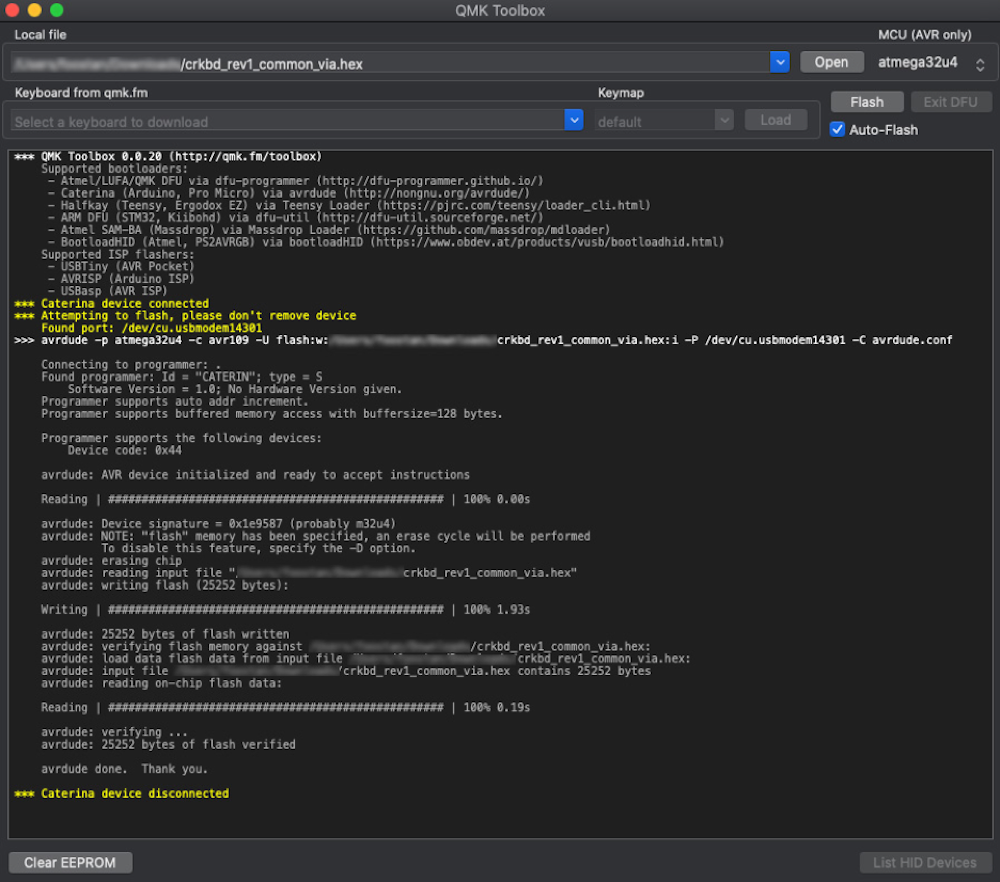 QMK Toolbox
Local file
MCU (AVR only)
/crkbd_rev1_common_via.hex
Open
atmega32u4
Keyboard from qmk.fm
Keymap
Flash
Exit DFU
Select a keyboard to download
default
Load
Auto-Flash
*** QMK Toolbox 0.0.20 (http://qmk.fm/toolbox)
Supported bootloaders:
- Atmel/LUFA/QMK DFU via dfu-programmer (http://dfu-programmer.github.io/)
- Caterina (Arduino, Pro Micro) via avrdude (http://nongnu.org/avrdude/)
- Halfkay (Teensy, Ergodox EZ) via Teensy Loader (https://pjrc.com/teensy/loader_cli.html)
- ARM DFU (STM32, Kiibohd) via dfu-util (http://dfu-util.sourceforge.net/)
- Atmel SAM-BA (Massdrop) via Massdrop Loader (https://github.com/massdrop/mdloader)
- BootloadHID (Atmel, PS2AVRGB) via bootloadHID (https://www.obdev.at/products/vusb/bootloadhid.html)
Supported ISP flashers:
- USBTiny (AVR Pocket)
- AVRISP (Arduino ISP)
- USBasp (AVR ISP)
*** Caterina device connected
*** Attempting to flash, please don't remove device
Found port: /dev/cu.usbmodem14301
>>> avrdude -p atmega32u4 -c avr109 -U flash:w: crkbd_rev1_common_via.hex:i -P /dev/cu.usbmodem14301 -C avrdude.conf
Connecting to programmer: .
Found programmer: Id = "CATERIN"; type = S
Software Version = 1.0; No Hardware Version given.
Programmer supports auto addr increment.
Programmer supports buffered memory access with buffersize=128 bytes.
Programmer supports the following devices:
Device code: 0x44
avrdude: AVR device initialized and ready to accept instructions
Reading | ################################################## | 100% 0.00s
avrdude: Device signature = 0x1e9587 (probably m32u4)
avrdude: NOTE: "flash" memory has been specified, an erase cycle will be performed
To disable this feature, specify the -D option.
avrdude: erasing chip
avrdude: reading input file "/ crkbd_rev1_common_via.hex"
avrdude: writing flash (25252 bytes):
Writing | ################################################## | 100% 1.93s
avrdude: 25252 bytes of flash written
avrdude: verifying flash memory against /crkbd_rev1_common_via.hex:
avrdude: load data flash data from input file /crkbd_rev1_common_via.hex:
avrdude: input file /crkbd_rev1_common_via.hex contains 25252 bytes
avrdude: reading on-chip flash data:
Reading | ################################################## | 100% 0.19s
avrdude: verifying ...
avrdude: 25252 bytes of flash verified
avrdude done.  Thank you.
*** Caterina device disconnected
Clear EEPROM
List HID Devices